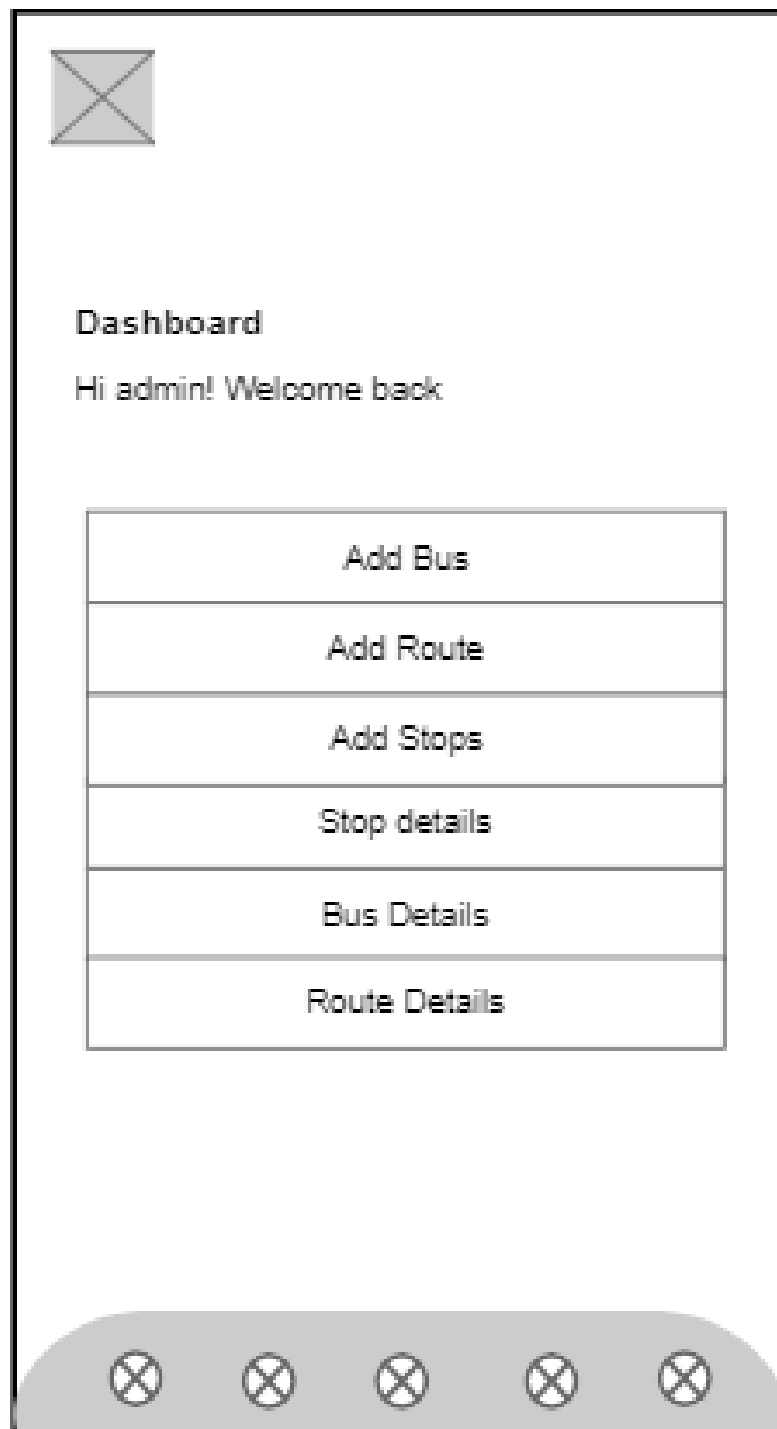 Dashboard
Hi admin! Welcome back
Add Bus
Add Route
Add Stops
Stop details
Bus Details
Route Details